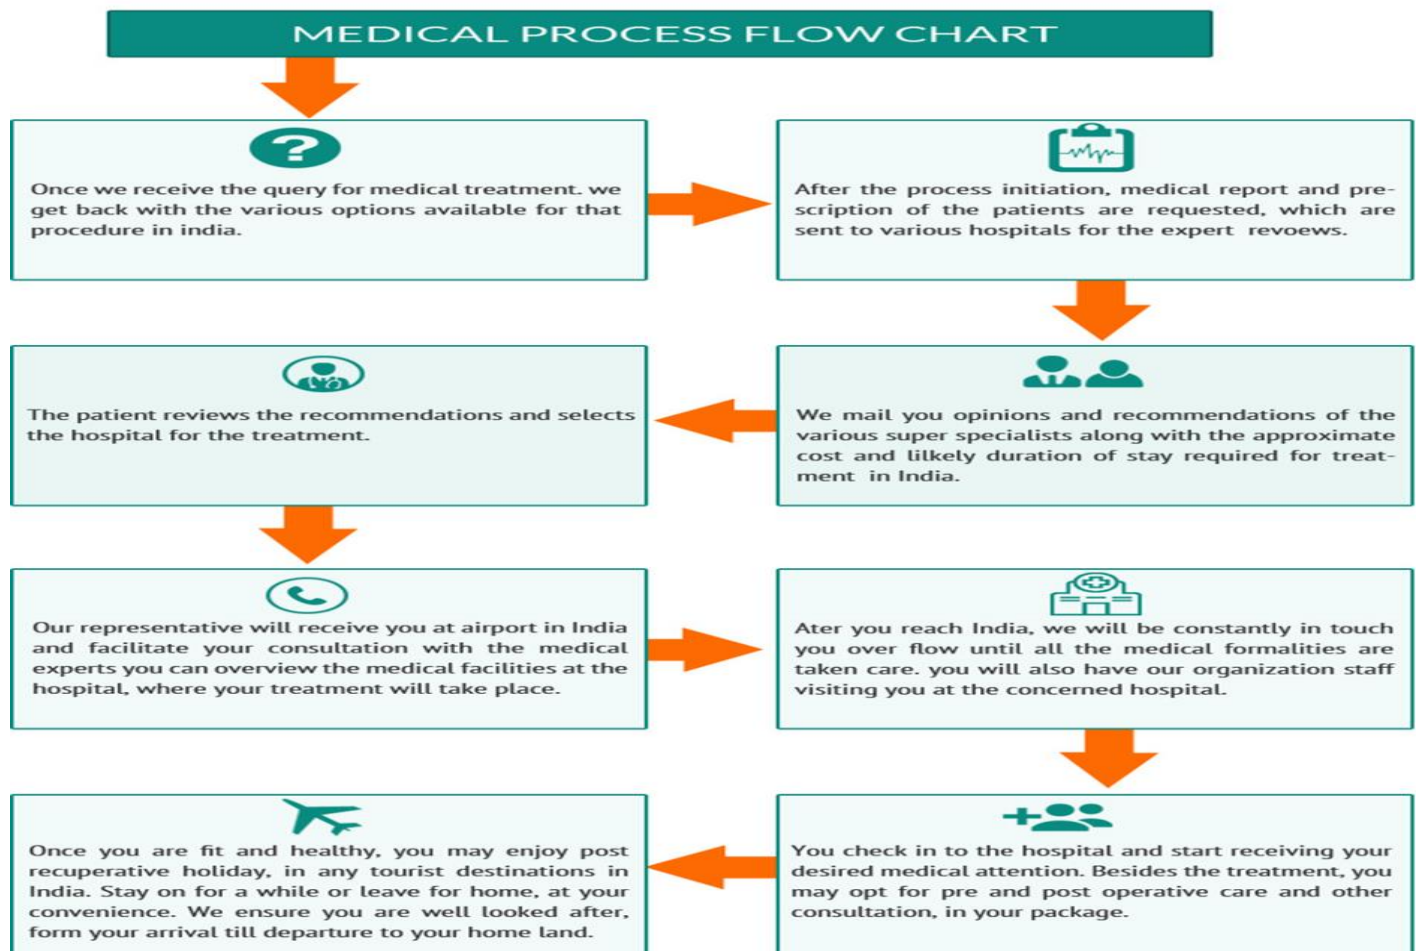 MEDICAL PROCESS FLOW CHART
?
Once we receive the query for medical treatment. we
get back with the various options available for that
procedure in india.
After the process initiation, medical report and pre-
scription of the patients are requested, which are
sent to various hospitals for the expert revoews.
We mail you opinions and recommendations of the
various super specialists along with the approximate
cost and lilkely duration of stay required for treat-
ment in India.
The patient reviews the recommendations and selects
the hospital for the treatment.
Our representative will receive you at airport in India
and facilitate your consultation with the medical
experts you can overview the medical facilities at the
hospital, where your treatment will take place.
Ater you reach India, we will be constantly in touch
you over flow until all the medical formalities are
taken care. you will also have our organization staff
visiting you at the concerned hospital.
You check in to the hospital and start receiving your
desired medical attention. Besides the treatment, you
may opt for pre and post operative care and other
consultation, in your package.
Once you are fit and healthy, you may enjoy post
recuperative holiday, in any tourist destinations in
India. Stay on for a while or leave for home, at your
convenience. We ensure you are well looked after,
form your arrival till departure to your home land.